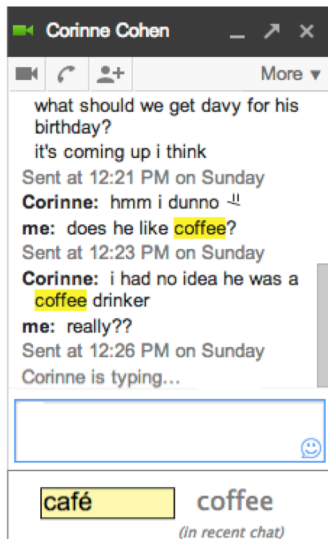 Corinne Cohen
More ▼
what should we get davy for his
birthday?
it's coming up i think
Sent at 12:21 PM on Sunday
Corinne: hmm i dunno
me: does he like coffee?
Sent at 12:23 PM on Sunday
Corinne: i had no idea he was a
coffee drinker
me: really??
Sent at 12:26 PM on Sunday
Corinne is typing...
café coffee
(in recent chat)